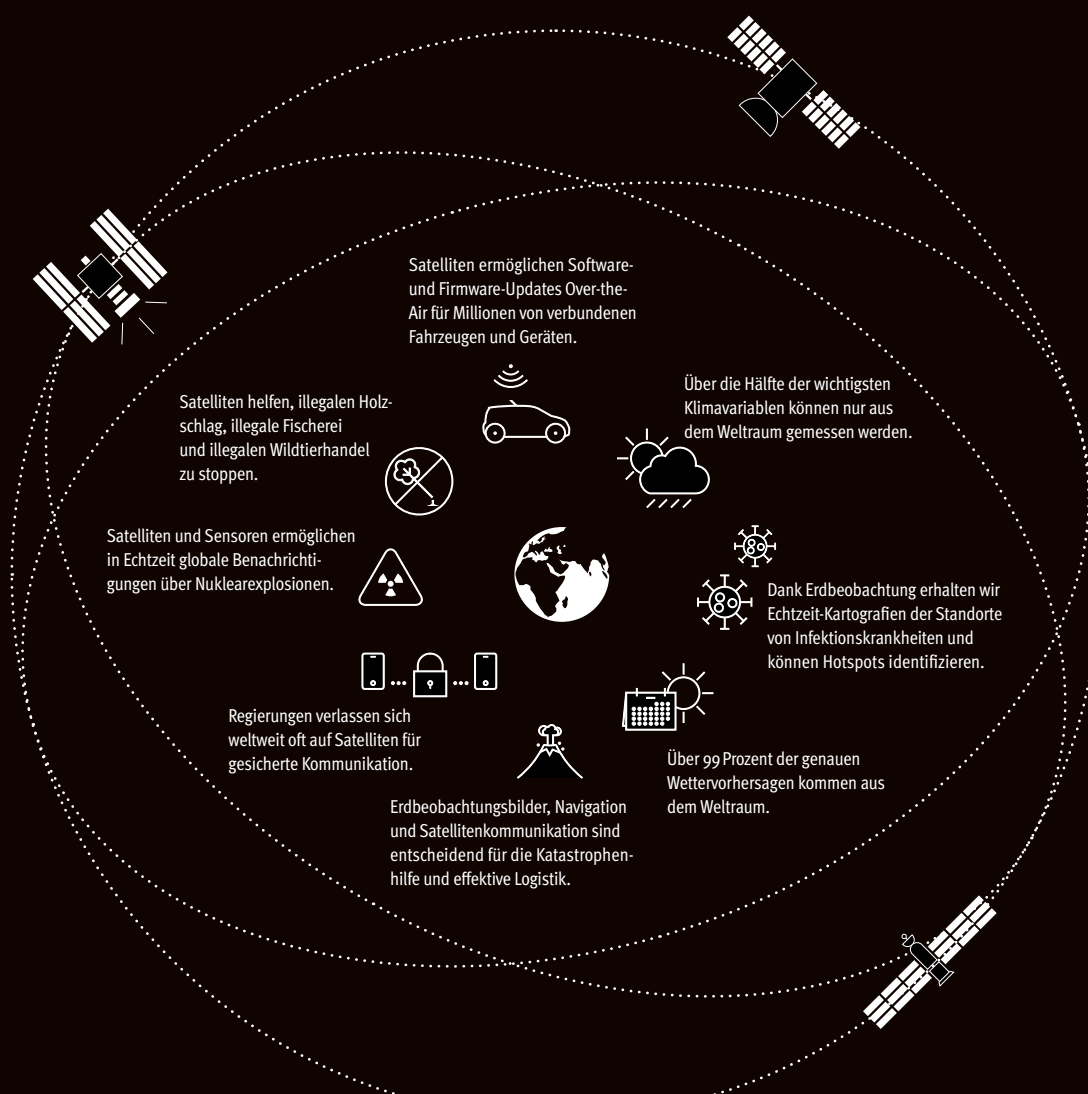 Satelliten ermöglichen Software-
und Firmware-Updates Over-the-
Air für Millionen von verbundenen
Fahrzeugen und Geräten.
Über die Hälfte der wichtigsten
Klimavariablen können nur aus
dem Weltraum gemessen werden.
Satelliten helfen, illegalen Holz-
schlag, illegale Fischerei
und illegalen Wildtierhandel
zu stoppen.
Satelliten und Sensoren ermöglichen
in Echtzeit globale Benachrichti-
gungen über Nuklearexplosionen.
Dank Erdbeobachtung erhalten wir
Echtzeit-Kartografien der Standorte
von Infektionskrankheiten und
können Hotspots identifizieren.
Regierungen verlassen sich
weltweit oft auf Satelliten für
gesicherte Kommunikation.
Über 99 Prozent der genauen
Wettervorhersagen kommen aus
dem Weltraum.
Erdbeobachtungsbilder, Navigation
und Satellitenkommunikation sind
entscheidend für die Katastrophen-
hilfe und effektive Logistik.